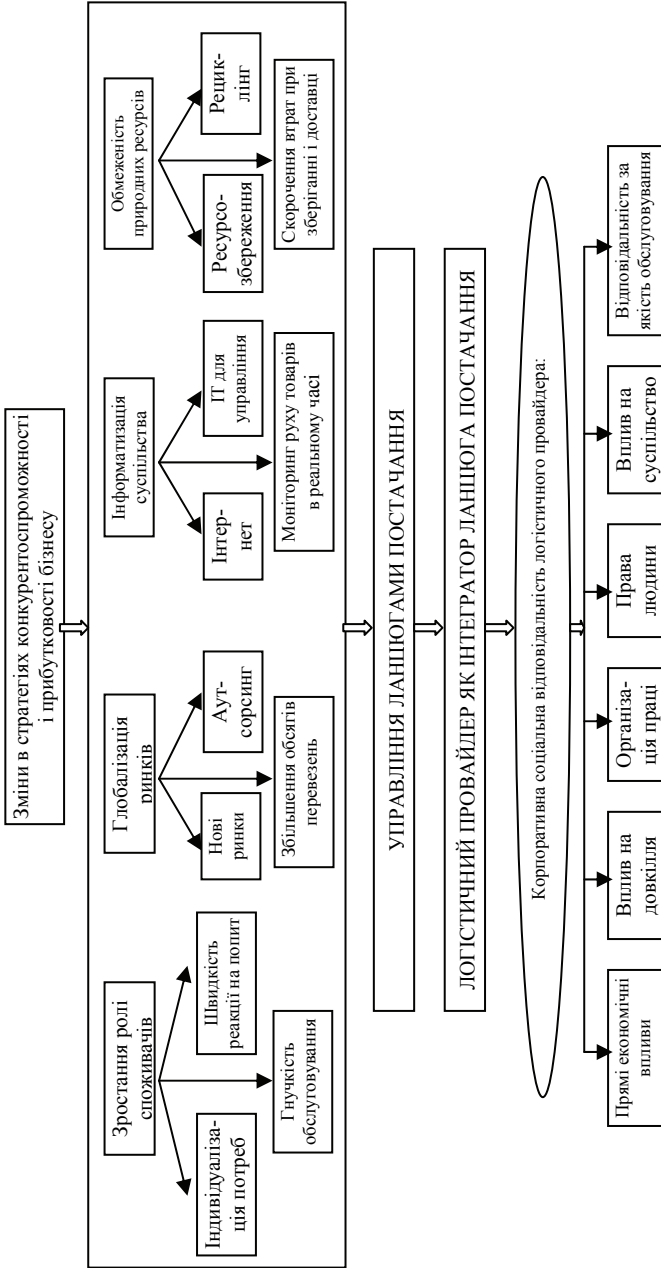 Зміни в стратегіях конкурентоспроможності
і прибутковості бізнесу
Зростання ролі
споживачів
Індивідуаліза-
ція потреб
Швидкість
реакції на попит
Гнучкість
обслуговування
Глобалізація
ринків
Нові
ринки
Аут-
сорсинг
Збільшення обсягів
перевезень
Інформатизація
суспільства
Інтер-
нет
ІТ для
управління
Моніторинг руху товарів
в реальному часі
Обмеженість
природних ресурсів
Ресурсо-
збереження
Рецик-
лінг
Скорочення втрат при
зберіганні і доставці
УПРАВЛІННЯ ЛАНЦЮГАМИ ПОСТАЧАННЯ
ЛОГІСТИЧНИЙ ПРОВАЙДЕР ЯК ІНТЕГРАТОР ЛАНЦЮГА ПОСТАЧАННЯ
Корпоративна соціальна відповідальність логістичного провайдера:
Прямі економічні
впливи
Вплив на
довкілля
Організа-
ція праці
Права
людини
Вплив на
суспільство
Відповідальність за
якість обслуговування